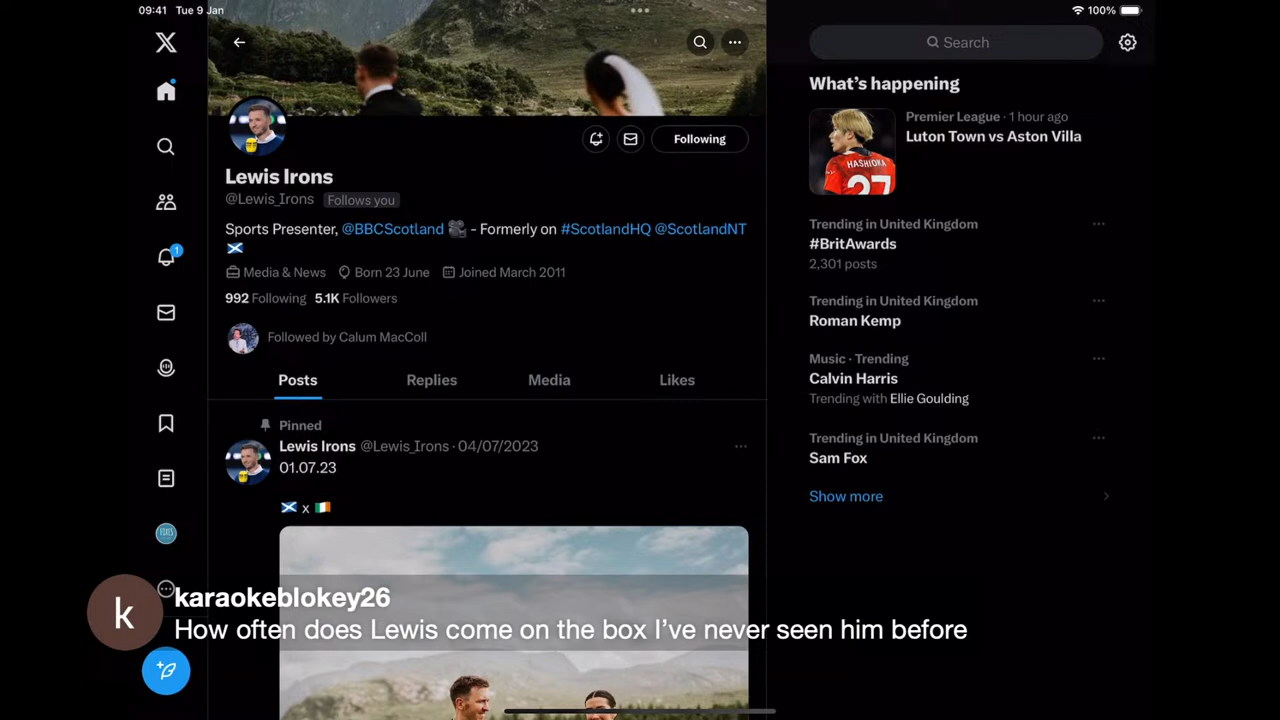 09:41 Tue 9 Jan
100%
Search
Following
Lewis Irons
@Lewis_Irons Follows you
Sports Presenter, @BBCScotland 🎥 - Formerly on #ScotlandHQ @ScotlandNT
🏴󠁧󠁢󠁳󠁣󠁴󠁿
Media & News Born 23 June Joined March 2011
992 Following 5.1K Followers
Followed by Calum MacColl
Posts Replies Media Likes
Pinned
Lewis Irons @Lewis_Irons · 04/07/2023
01.07.23
🏴󠁧󠁢󠁳󠁣󠁴󠁿 x 🇮🇪
What's happening
Premier League · 1 hour ago
Luton Town vs Aston Villa
HASHIOKA
27
Trending in United Kingdom
#BritAwards
2,301 posts
Trending in United Kingdom
Roman Kemp
Music · Trending
Calvin Harris
Trending with Ellie Goulding
Trending in United Kingdom
Sam Fox
Show more
1
FOXES
k
karaokeblokey26
How often does Lewis come on the box I've never seen him before